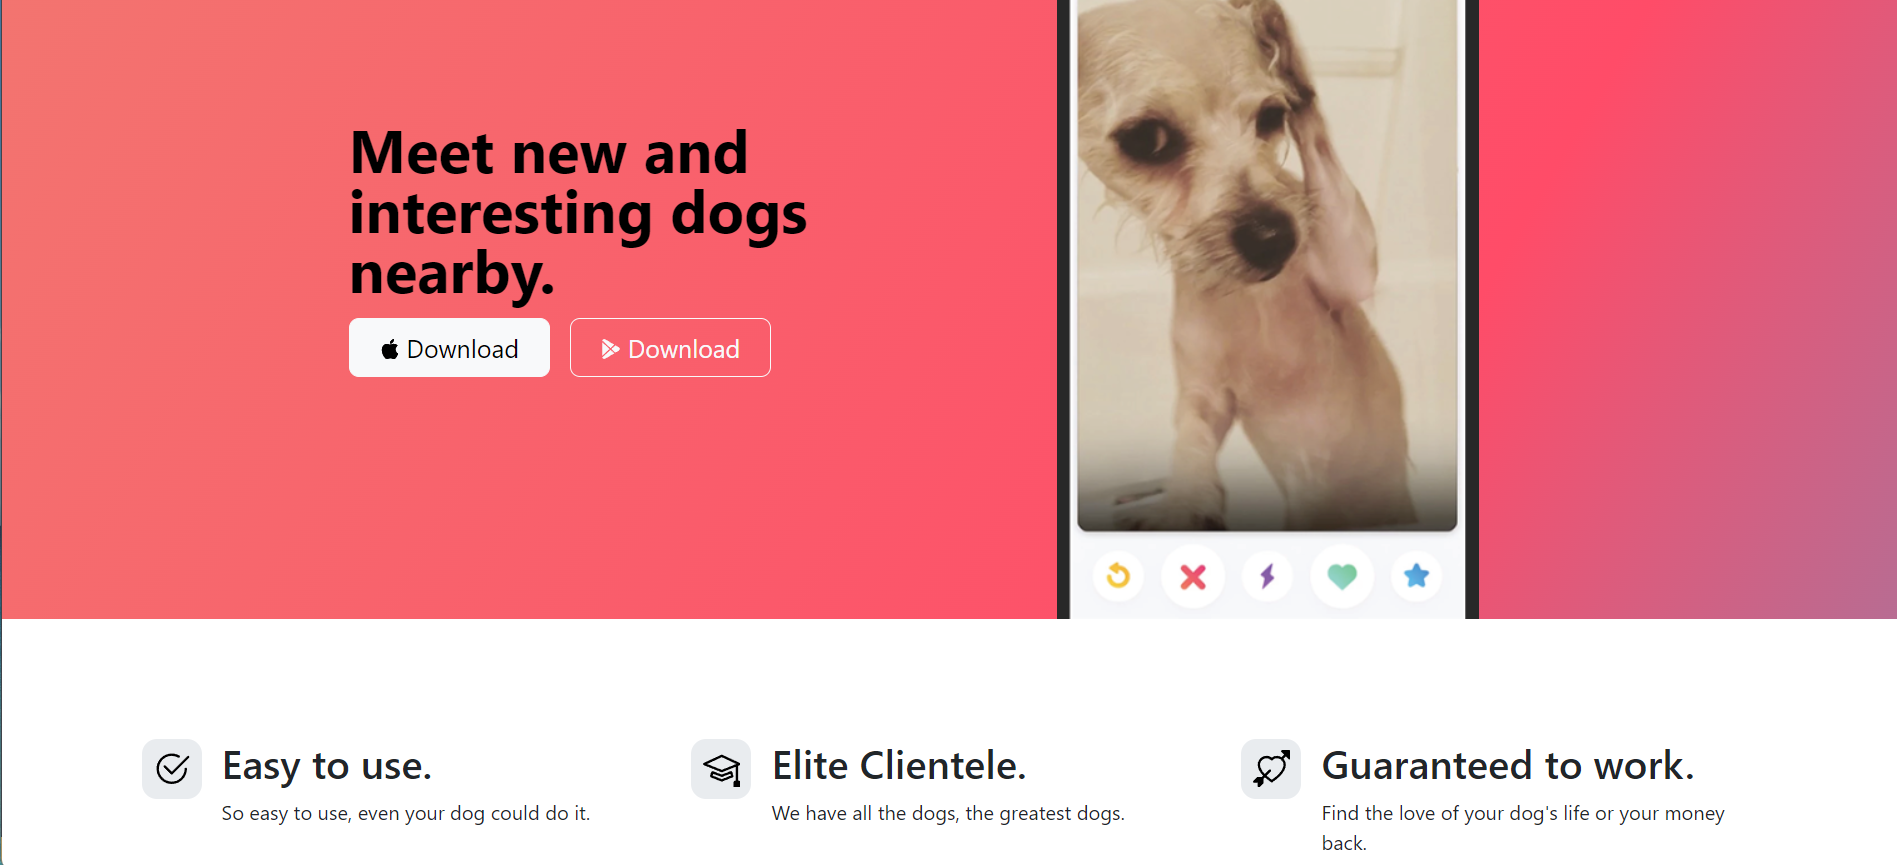 Meet new and
interesting dogs
nearby.
Download
Download
Easy to use.
So easy to use, even your dog could do it.
Elite Clientele.
We have all the dogs, the greatest dogs.
Guaranteed to work.
Find the love of your dog's life or your money
back.